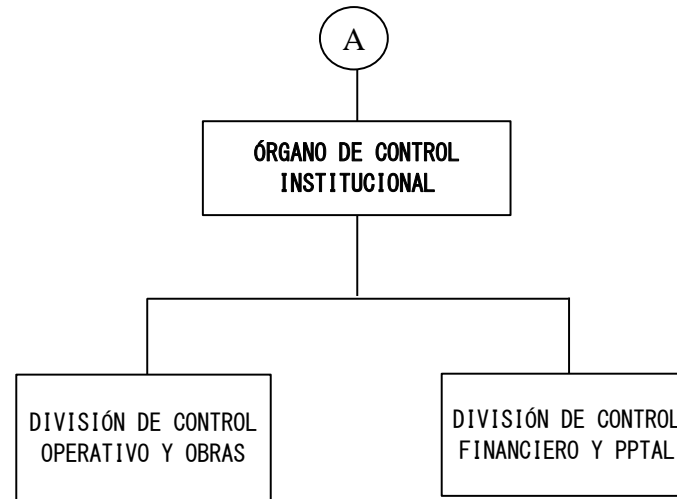 A
ÓRGANO DE CONTROL
INSTITUCIONAL
DIVISIÓN DE CONTROL
OPERATIVO Y OBRAS
DIVISIÓN DE CONTROL
FINANCIERO Y PPTAL